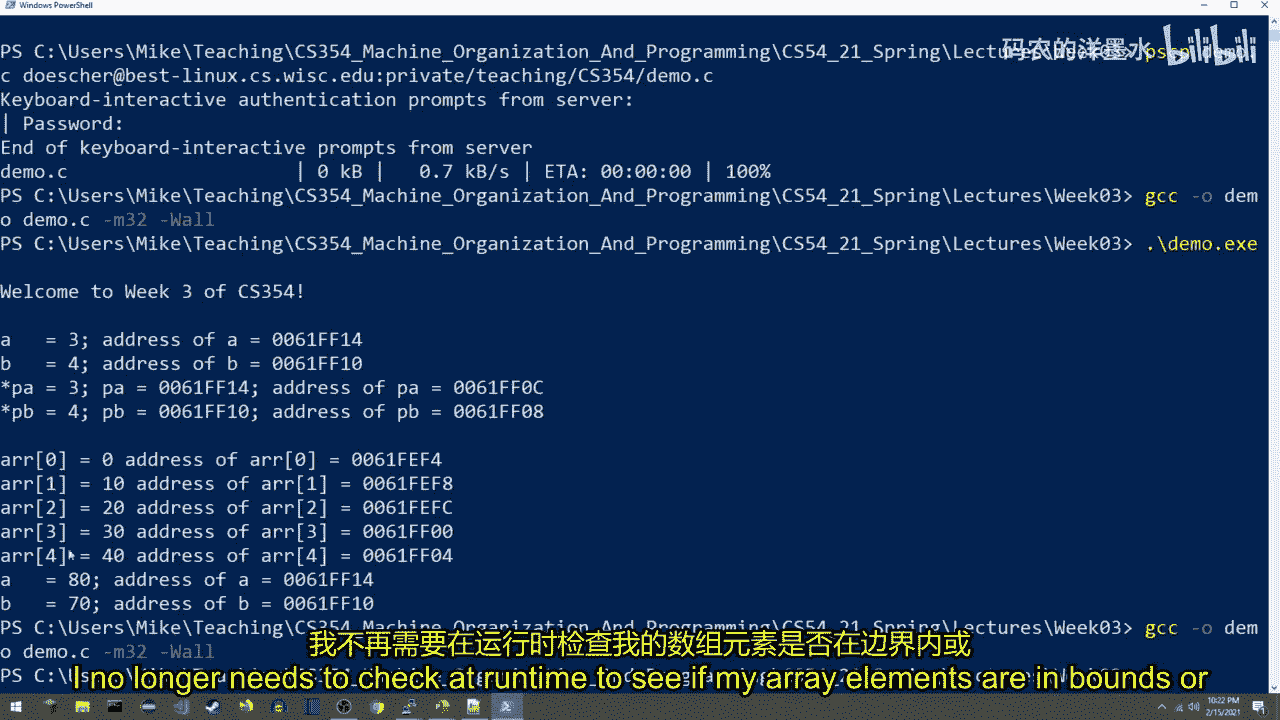 Windows PowerShell
PS C:\Users\Mike\Teaching\CS354_Machine_Organization_And_Programming\CS54_21_Spring\Lectures\Week03> pscp demo.
码农的洋墨水 bilibili
c doescher@best-linux.cs.wisc.edu:private/teaching/CS354/demo.c
Keyboard-interactive authentication prompts from server:
| Password:
End of keyboard-interactive prompts from server
demo.c | 0 kB | 0.7 kB/s | ETA: 00:00:00 | 100%
PS C:\Users\Mike\Teaching\CS354_Machine_Organization_And_Programming\CS54_21_Spring\Lectures\Week03> gcc -o dem
o demo.c -m32 -Wall
PS C:\Users\Mike\Teaching\CS354_Machine_Organization_And_Programming\CS54_21_Spring\Lectures\Week03> .\demo.exe
Welcome to Week 3 of CS354!
a = 3; address of a = 0061FF14
b = 4; address of b = 0061FF10
*pa = 3; pa = 0061FF14; address of pa = 0061FF0C
*pb = 4; pb = 0061FF10; address of pb = 0061FF08
arr[0] = 0 address of arr[0] = 0061FEF4
arr[1] = 10 address of arr[1] = 0061FEF8
arr[2] = 20 address of arr[2] = 0061FEFC
arr[3] = 30 address of arr[3] = 0061FF00
arr[4] = 40 address of arr[4] = 0061FF04
a = 80; address of a = 0061FF14
b = 70; address of b = 0061FF10
PS C:\Users\Mike\Teaching\CS354_Machine_Organization_And_Programming\CS54_21_Spring\Lectures\Week03> gcc -o dem
o demo.c -m32 -Wall
我不再需要在运行时检查我的数组元素是否在边界内或
I no longer needs to check at runtime to see if my array elements are in bounds or
10:22 PM
2/15/2021